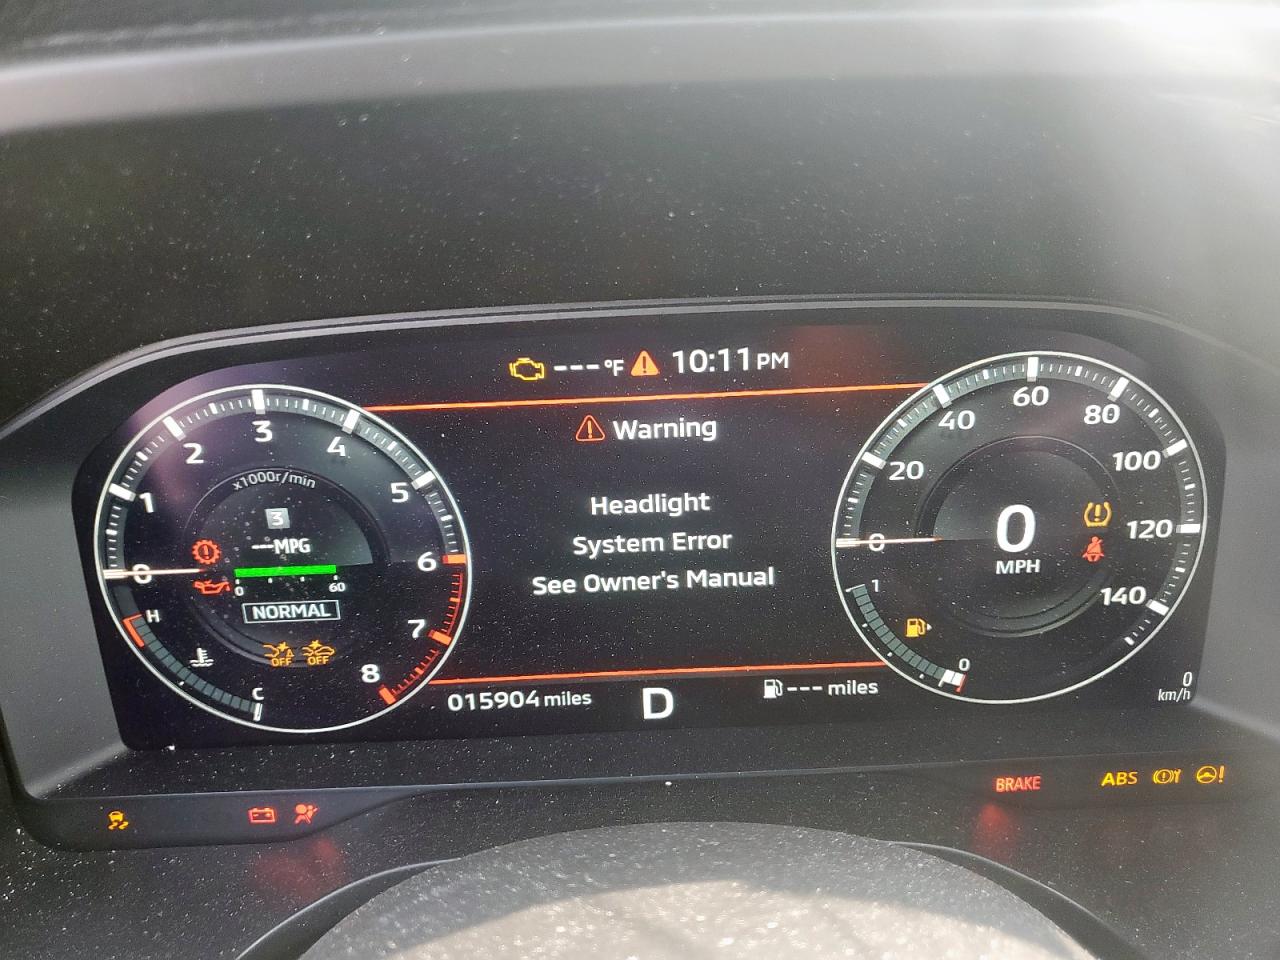 ---°F 10:11PM
Warning
Headlight
System Error
See Owner's Manual
015904 miles
D
--- miles
0
1
2
3
4
5
6
7
8
x1000r/min
3
---MPG
0 60
NORMAL
H
C
OFF OFF
0
20
40
60
80
100
120
140
0
MPH
1
0
0
km/h
BRAKE
ABS